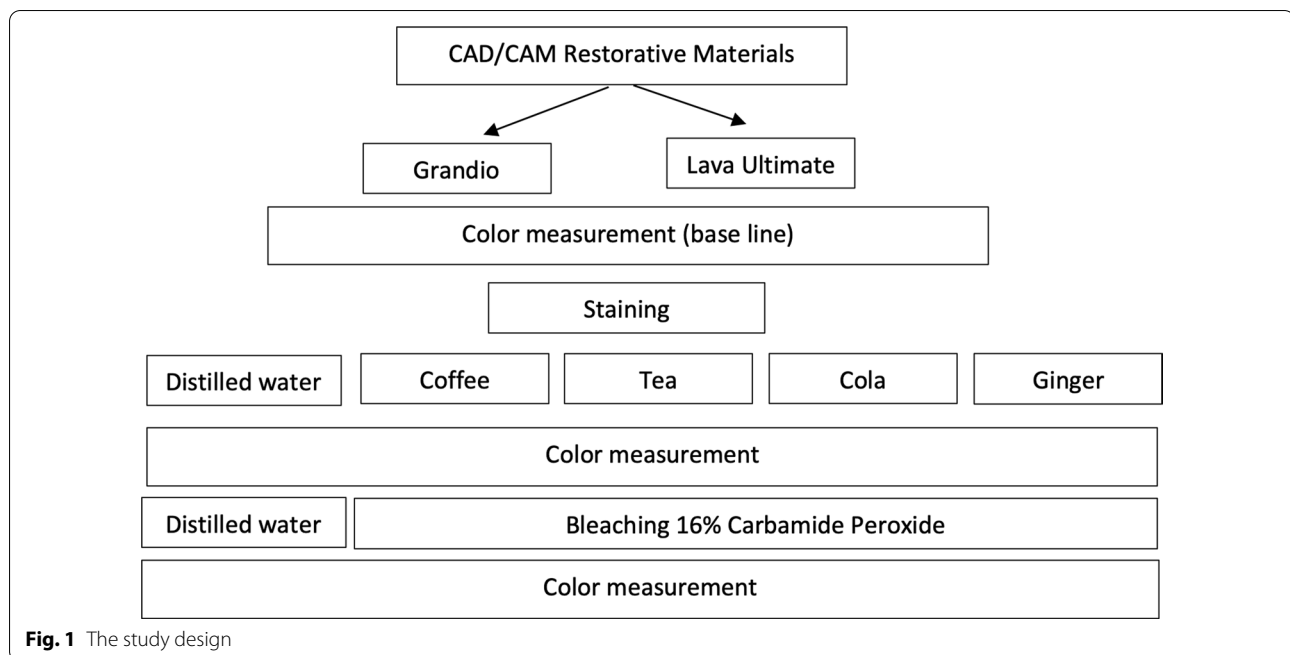 CAD/CAM Restorative Materials
Grandio
Lava Ultimate
Color measurement (base line)
Staining
Distilled water
Coffee
Tea
Cola
Ginger
Color measurement
Distilled water
Bleaching 16% Carbamide Peroxide
Color measurement
Fig. 1 The study design